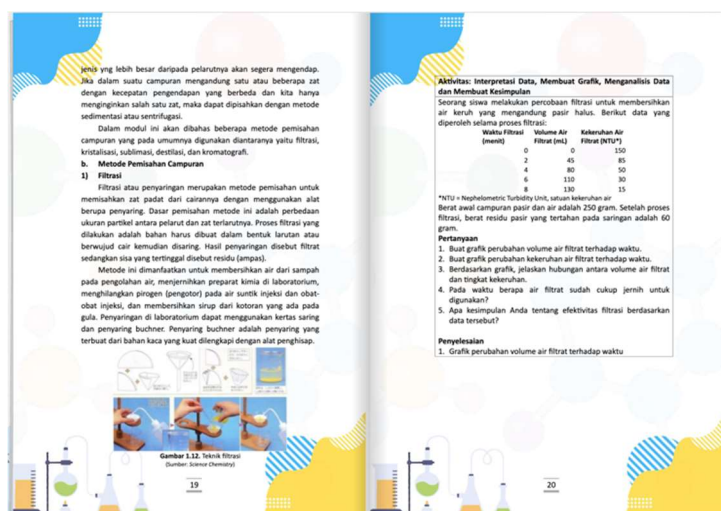 jenis yng lebih besar daripada pelarutnya akan segera mengendap.
Jika dalam suatu campuran mengandung satu atau beberapa zat
dengan kecepatan pengendapan yang berbeda dan kita hanya
menginginkan salah satu zat, maka dapat dipisahkan dengan metode
sedimentasi atau sentrifugasi.
Dalam modul ini akan dibahas beberapa metode pemisahan
campuran yang pada umumnya digunakan diantaranya yaitu filtrasi,
kristalisasi, sublimasi, destilasi, dan kromatografi.
b. Metode Pemisahan Campuran
1) Filtrasi
Filtrasi atau penyaringan merupakan metode pemisahan untuk
memisahkan zat padat dari cairannya dengan menggunakan alat
berupa penyaring. Dasar pemisahan metode ini adalah perbedaan
ukuran partikel antara pelarut dan zat terlarutnya. Proses filtrasi yang
dilakukan adalah bahan harus dibuat dalam bentuk larutan atau
berwujud cair kemudian disaring. Hasil penyaringan disebut filtrat
sedangkan sisa yang tertinggal disebut residu (ampas).
Metode ini dimanfaatkan untuk membersihkan air dari sampah
pada pengolahan air, menjernihkan preparat kimia di laboratorium,
menghilangkan pirogen (pengotor) pada air suntik injeksi dan obat-
obat injeksi, dan membersihkan sirup dari kotoran yang ada pada
gula. Penyaringan di laboratorium dapat menggunakan kertas saring
dan penyaring buchner. Penyaring buchner adalah penyaring yang
terbuat dari bahan kaca yang kuat dilengkapi dengan alat penghisap.
Gambar 1.12. Teknik filtrasi
(Sumber: Science Chemistry)
19
Aktivitas: Interpretasi Data, Membuat Grafik, Menganalisis Data
dan Membuat Kesimpulan
Seorang siswa melakukan percobaan filtrasi untuk membersihkan
air keruh yang mengandung pasir halus. Berikut data yang
diperoleh selama proses filtrasi:
Waktu Filtrasi Volume Air Kekeruhan Air
(menit) Filtrat (mL) Filtrat (NTU*)
0 0 150
2 45 85
4 80 50
6 110 30
8 130 15
*NTU = Nephelometric Turbidity Unit, satuan kekeruhan air
Berat awal campuran pasir dan air adalah 250 gram. Setelah proses
filtrasi, berat residu pasir yang tertahan pada saringan adalah 60
gram.
Pertanyaan
1. Buat grafik perubahan volume air filtrat terhadap waktu.
2. Buat grafik perubahan kekeruhan air filtrat terhadap waktu.
3. Berdasarkan grafik, jelaskan hubungan antara volume air filtrat
dan tingkat kekeruhan.
4. Pada waktu berapa air filtrat sudah cukup jernih untuk
digunakan?
5. Apa kesimpulan Anda tentang efektivitas filtrasi berdasarkan
data tersebut?
Penyelesaian
1. Grafik perubahan volume air filtrat terhadap waktu
20